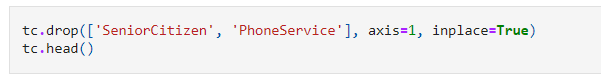 tc.drop(['SeniorCitizen', 'PhoneService'], axis=1, inplace=True)
tc.head()